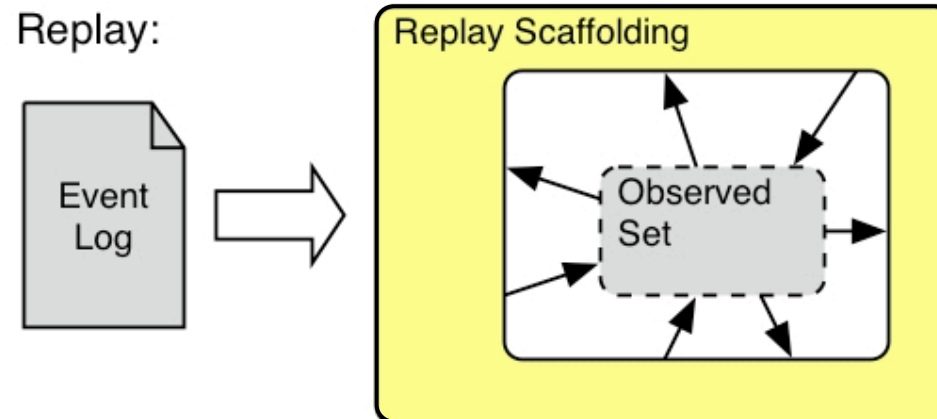 Replay:
Replay Scaffolding
Event
Log
Observed
Set